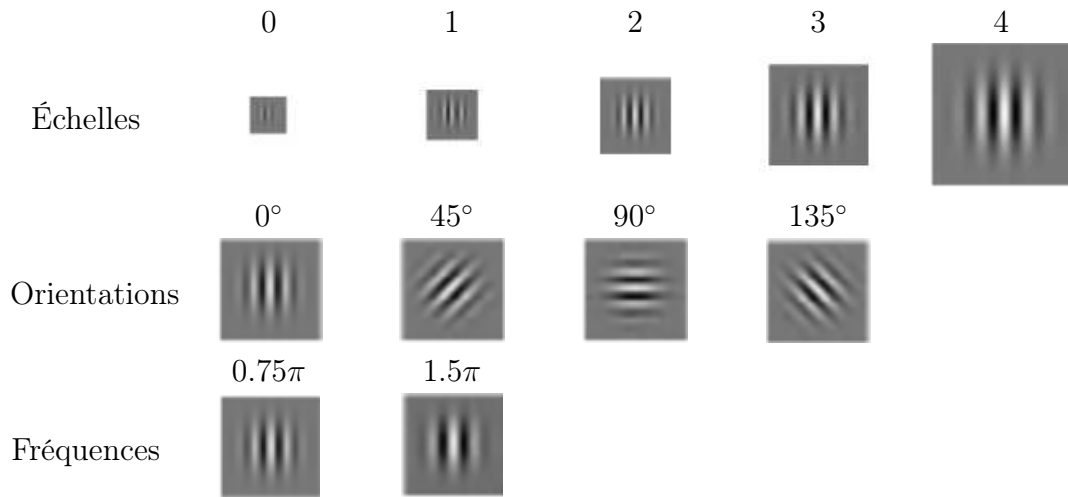 0 1 2 3 4
Échelles
0° 45° 90° 135°
Orientations
0.75π 1.5π
Fréquences